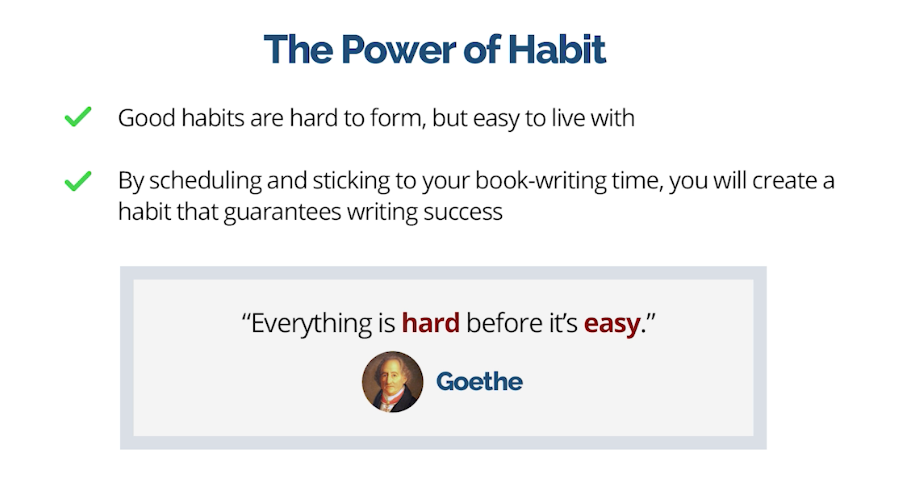 The Power of Habit
Good habits are hard to form, but easy to live with
By scheduling and sticking to your book-writing time, you will create a
habit that guarantees writing success
“Everything is hard before it’s easy.”
Goethe